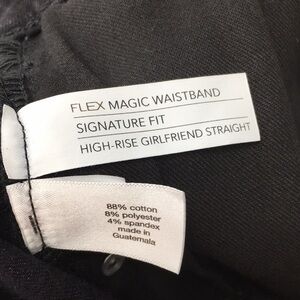 FLEX MAGIC WAISTBAND
SIGNATURE FIT
HIGH-RISE GIRLFRIEND STRAIGHT
88% cotton
8% polyester
4% spandex
made in
Guatemala